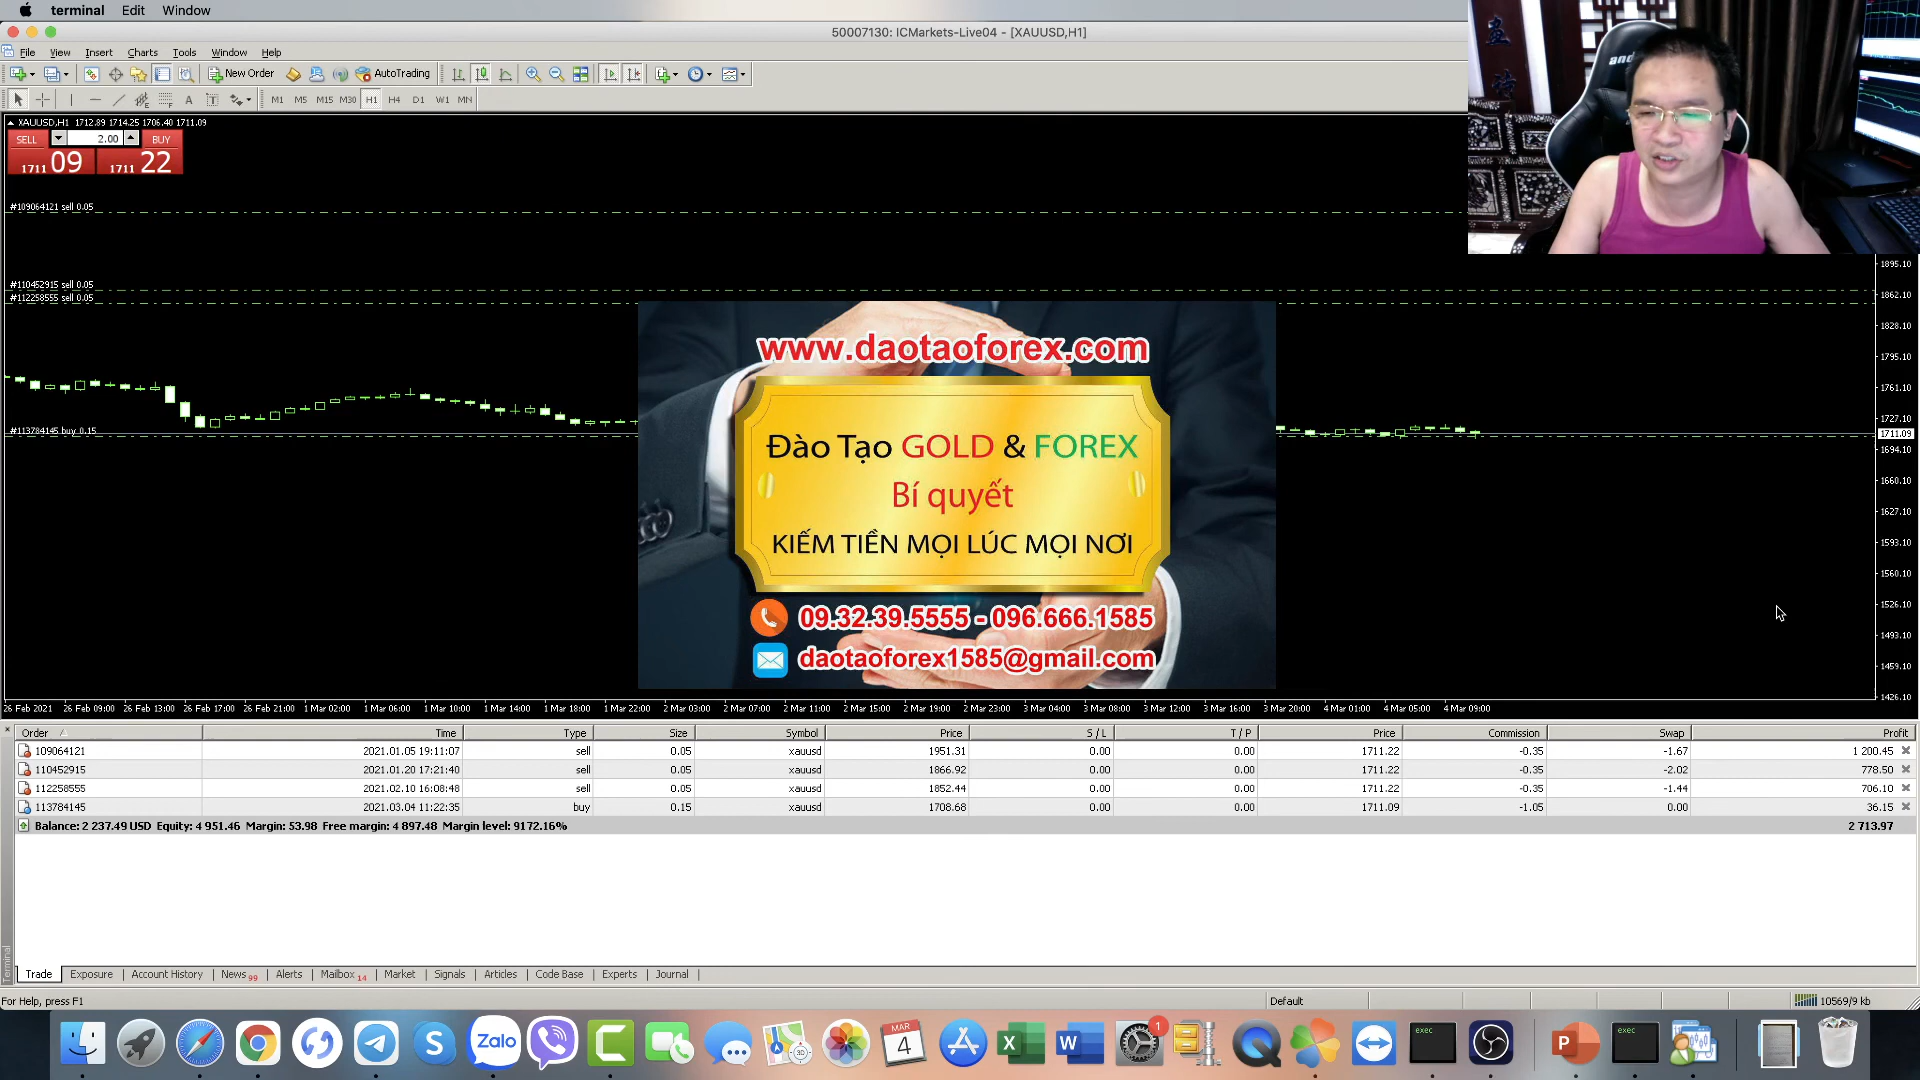 terminal Edit Window
50007130: ICMarkets-Live04 - [XAUUSD,H1]
File View Insert Charts Tools Window Help
New Order AutoTrading
A T M1 M5 M15 M30 H1 H4 D1 W1 MN
XAUUSD,H1 1712.89 1714.25 1706.40 1711.09
SELL 2.00 BUY
1711 09 1711 22
#109064121 sell 0.05
#110452915 sell 0.05
#112258555 sell 0.05
#113784145 buy 0.15
1895.10
1862.10
1828.10
1795.10
1761.10
1727.10
1711.09
1694.10
1660.10
1627.10
1593.10
1560.10
1526.10
1493.10
1459.10
1426.10
www.daotaoforex.com
Đào Tạo GOLD & FOREX
Bí quyết
KIẾM TIỀN MỌI LÚC MỌI NƠI
09.32.39.5555 - 096.666.1585
daotaoforex1585@gmail.com
26 Feb 2021 26 Feb 09:00 26 Feb 13:00 26 Feb 17:00 26 Feb 21:00 1 Mar 02:00 1 Mar 06:00 1 Mar 10:00 1 Mar 14:00 1 Mar 18:00 1 Mar 22:00 2 Mar 03:00 2 Mar 07:00 2 Mar 11:00 2 Mar 15:00 2 Mar 19:00 2 Mar 23:00 3 Mar 04:00 3 Mar 08:00 3 Mar 12:00 3 Mar 16:00 3 Mar 20:00 4 Mar 01:00 4 Mar 05:00 4 Mar 09:00
Order Time Type Size Symbol Price S / L T / P Price Commission Swap Profit
109064121 2021.01.05 19:11:07 sell 0.05 xauusd 1951.31 0.00 0.00 1711.22 -0.35 -1.67 1 200.45
110452915 2021.01.20 17:21:40 sell 0.05 xauusd 1866.92 0.00 0.00 1711.22 -0.35 -2.02 778.50
112258555 2021.02.10 16:08:48 sell 0.05 xauusd 1852.44 0.00 0.00 1711.22 -0.35 -1.44 706.10
113784145 2021.03.04 11:22:35 buy 0.15 xauusd 1708.68 0.00 0.00 1711.09 -1.05 0.00 36.15
Balance: 2 237.49 USD Equity: 4 951.46 Margin: 53.98 Free margin: 4 897.48 Margin level: 9172.16% 2 713.97
Terminal
Trade Exposure Account History News 99 Alerts Mailbox 14 Market Signals Articles Code Base Experts Journal
For Help, press F1 Default 10569/9 kb
Zalo MAR 4 X W 1 exec P exec